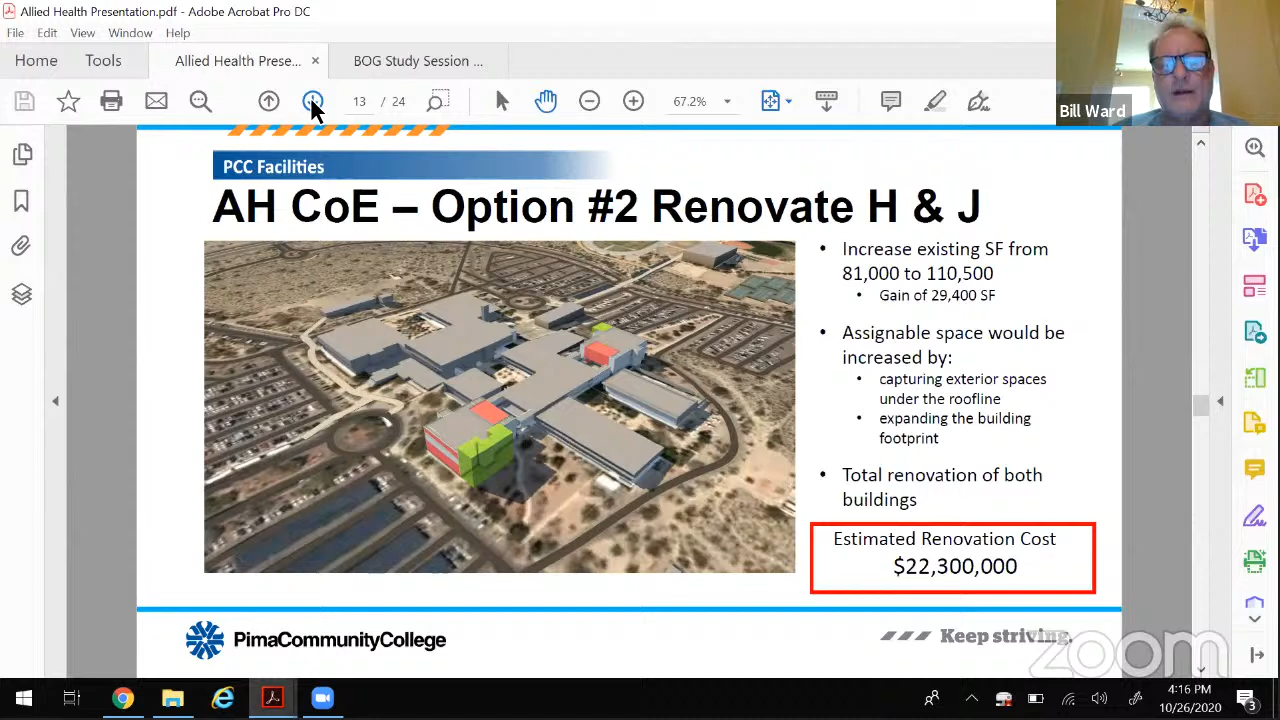 Allied Health Presentation.pdf - Adobe Acrobat Pro DC
File Edit View Window Help
Home Tools Allied Health Prese... × BOG Study Session ...
13 / 24 67.2%
Bill Ward
PCC Facilities
AH CoE – Option #2 Renovate H & J
• Increase existing SF from
81,000 to 110,500
• Gain of 29,400 SF
• Assignable space would be
increased by:
• capturing exterior spaces
under the roofline
• expanding the building
footprint
• Total renovation of both
buildings
Estimated Renovation Cost
$22,300,000
PimaCommunityCollege
Keep striving.
zoom
4:16 PM
10/26/2020
3